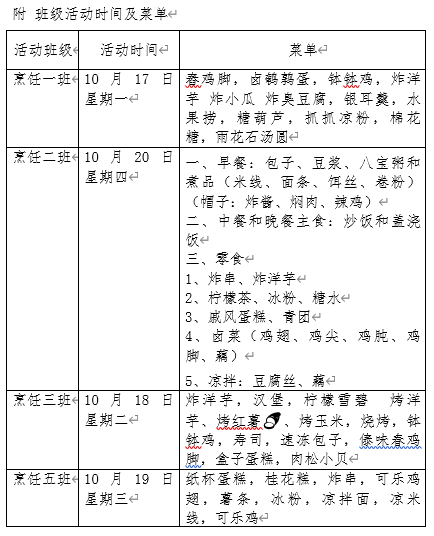 附 班级活动时间及菜单
活动班级 活动时间 菜单
烹饪一班 10 月 17 日 星期一
舂鸡脚，卤鹌鹑蛋，钵钵鸡，炸洋
芋 炸小瓜 炸臭豆腐，银耳羹，水
果捞，糖葫芦，抓抓凉粉，棉花
糖，雨花石汤圆
烹饪二班 10 月 20 日 星期四
一、早餐：包子、豆浆、八宝粥和
煮品（米线、面条、饵丝、卷粉）
（帽子：炸酱、焖肉、辣鸡）
二、中餐和晚餐主食：炒饭和盖浇
饭
三、零食
1、炸串、炸洋芋
2、柠檬茶、冰粉、糖水
3、戚风蛋糕、青团
4、卤菜（鸡翅、鸡尖、鸡肫、鸡
脚、藕）
5、凉拌：豆腐丝、藕
烹饪三班 10 月 18 日 星期二
炸洋芋，汉堡，柠檬雪碧 烤洋
芋、烤红薯🍠、烤玉米，烧烤，钵
钵鸡，寿司，速冻包子，傣味舂鸡
脚，盒子蛋糕，肉松小贝
烹饪五班 10 月 19 日 星期三
纸杯蛋糕，桂花糕，炸串，可乐鸡
翅，薯条，冰粉，凉拌面，凉米
线，可乐鸡